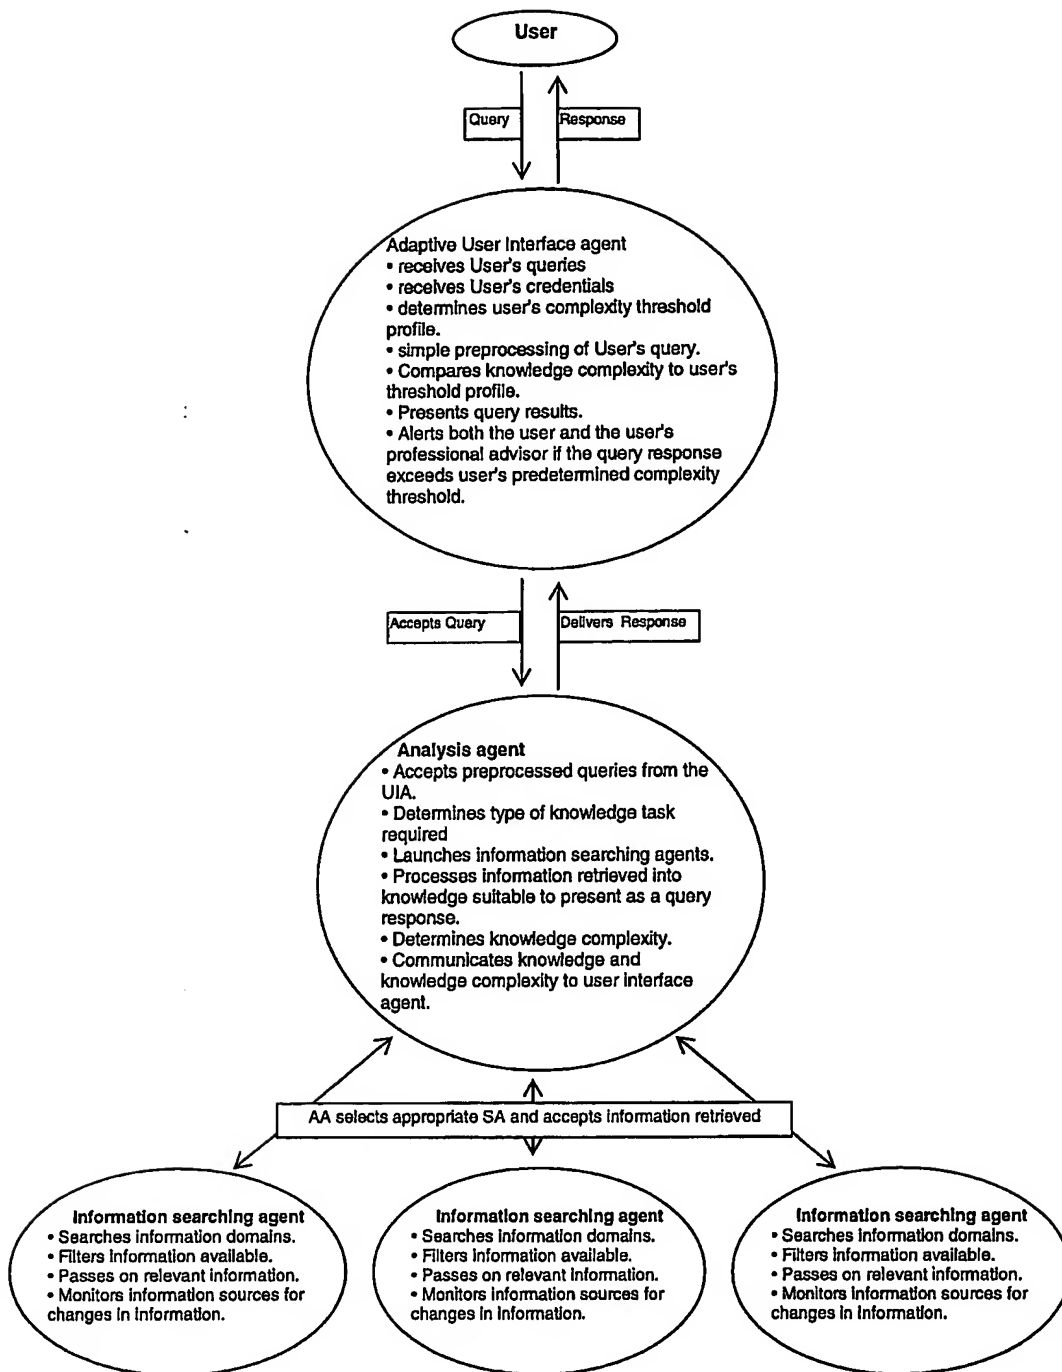 User
Query
Response
Adaptive User Interface agent
• receives User's queries
• receives User's credentials
• determines user's complexity threshold
profile.
• simple preprocessing of User's query.
• Compares knowledge complexity to user's
threshold profile.
• Presents query results.
• Alerts both the user and the user's
professional advisor if the query response
exceeds user's predetermined complexity
threshold.
Accepts Query
Delivers Response
Analysis agent
• Accepts preprocessed queries from the
UIA.
• Determines type of knowledge task
required
• Launches information searching agents.
• Processes information retrieved into
knowledge suitable to present as a query
response.
• Determines knowledge complexity.
• Communicates knowledge and
knowledge complexity to user interface
agent.
AA selects appropriate SA and accepts information retrieved
Information searching agent
• Searches information domains.
• Filters information available.
• Passes on relevant information.
• Monitors information sources for
changes in information.
Information searching agent
• Searches information domains.
• Filters information available.
• Passes on relevant information.
• Monitors information sources for
changes in information.
Information searching agent
• Searches information domains.
• Filters information available.
• Passes on relevant information.
• Monitors information sources for
changes in information.